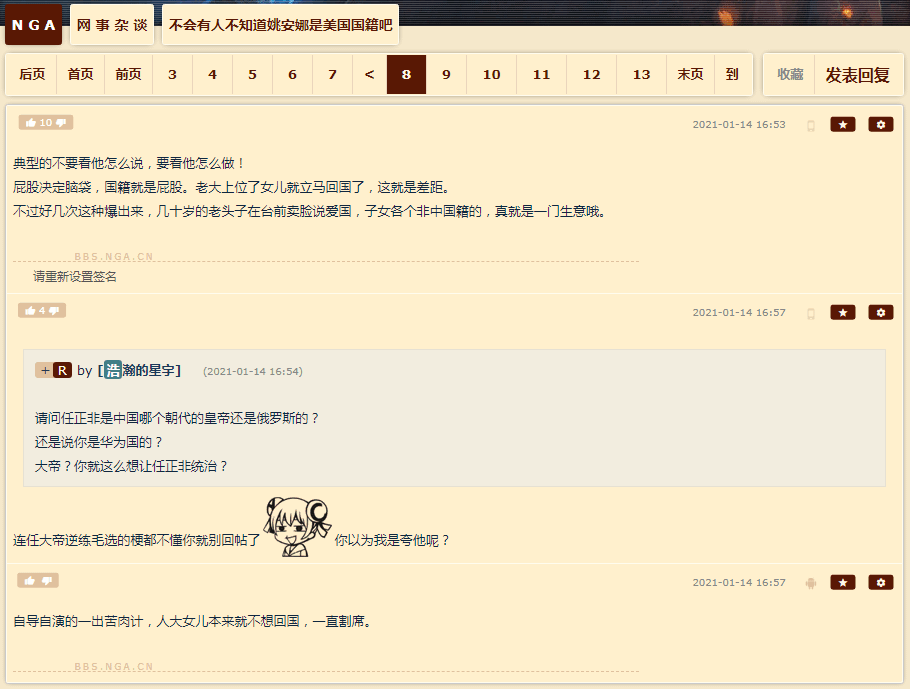 NGA 网事杂谈 不会有人不知道姚安娜是美国国籍吧
后页 首页 前页 3 4 5 6 7 < 8 9 10 11 12 13 末页 到 收藏 发表回复
10 2021-01-14 16:53
典型的不要看他怎么说，要看他怎么做！
屁股决定脑袋，国籍就是屁股。老大上位了女儿就立马回国了，这就是差距。
不过好几次这种爆出来，几十岁的老头子在台前卖脸说爱国，子女各个非中国籍的，真就是一门生意哦。
BBS.NGA.CN
请重新设置签名
4 2021-01-14 16:57
+R by [浩瀚的星宇] (2021-01-14 16:54)
请问任正非是中国哪个朝代的皇帝还是俄罗斯的？
还是说你是华为国的？
大帝？你就这么想让任正非统治？
连任大帝逆练毛选的梗都不懂你就别回帖了 你以为我是夸他呢？
2021-01-14 16:57
自导自演的一出苦肉计，人大女儿本来就不想回国，一直割席。
BBS.NGA.CN